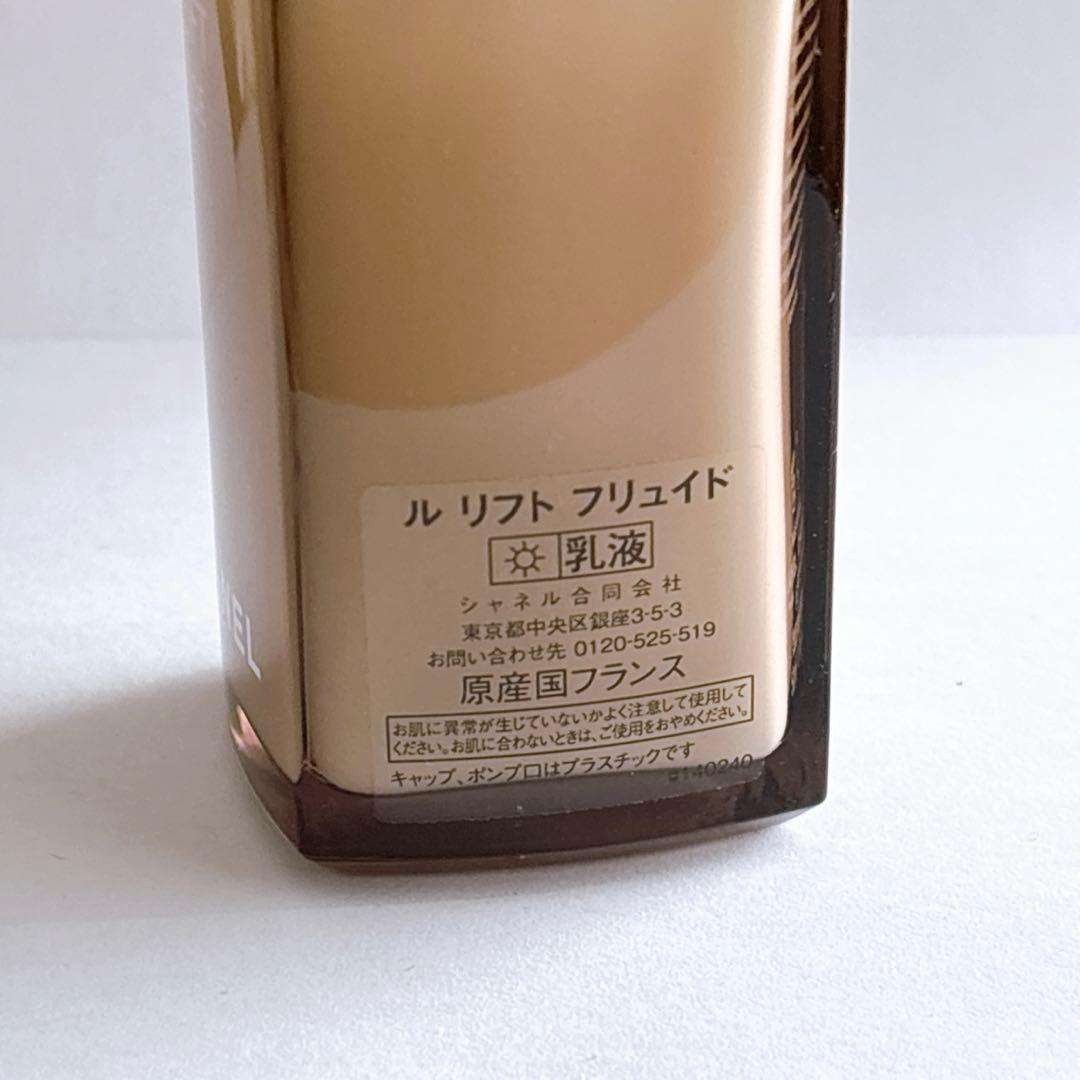 ル リフト フリュイド
乳液
シャネル合同会社
東京都中央区銀座3-5-3
お問い合わせ先 0120-525-519
原産国フランス
お肌に異常が生じていないかよく注意して使用して
ください。お肌に合わないときは、ご使用をおやめください。
キャップ、ポンプ口はプラスチックです
#140240
NEL